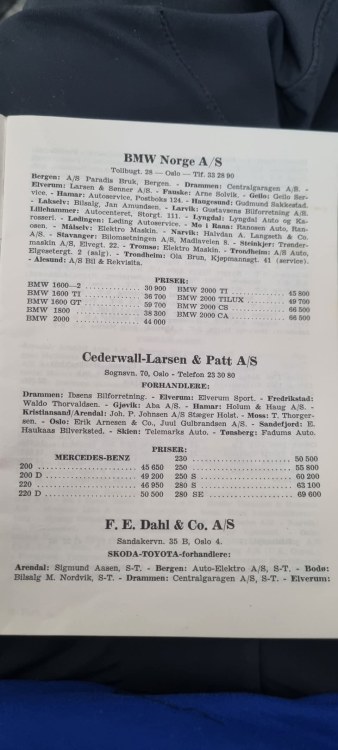 BMW Norge A/S
Tollbugt. 28 — Oslo — Tlf. 33 28 90
Bergen: A/S Paradis Bruk, Bergen. - Drammen: Centralgaragen A/S. -
Elverum: Larsen & Bønner A/S. - Fauske: Arne Solvik. - Geilo: Geilo Ser-
vice. - Hamar: Autoservice, Postboks 124. - Haugesund: Gudmund Sakkestad.
- Lakselv: Bilsalg, Jan Amundsen. - Larvik: Gustavsens Bilforretning A/S.
Lillehammer: Autocenteret, Storgt. 111. - Lyngdal: Lyngdal Auto og Ka-
rosseri. - Lødingen: Løding Autoservice. - Mo i Rana: Ranosen Auto, Ran-
osen. - Målselv: Elektro Maskin. - Narvik: Halvdan A. Langseth & Co.
A/S. - Stavanger: Bilomsetningen A/S, Madlaveien 8. - Steinkjer: Trønder-
maskin A/S, Elvegt. 22. - Tromsø: Elektro Maskin. - Trondheim: A/S Auto,
Elgesetergt. 2 (salg). - Trondheim: Ola Brun, Kjøpmannsgt. 41 (service).
- Ålesund: A/S Bil & Rekvisita.
PRISER:
BMW 1600—2 30 900
BMW 1600 TI 36 700
BMW 1600 GT 59 700
BMW 1800 38 300
BMW 2000 44 000
BMW 2000 TI 45 800
BMW 2000 TILUX 49 700
BMW 2000 CS 66 500
BMW 2000 CA 66 500
Cederwall-Larsen & Patt A/S
Sognsvn. 70, Oslo - Telefon 23 30 80
FORHANDLERE:
Drammen: Ibsens Bilforretning. - Elverum: Elverum Sport. - Fredrikstad:
Waldo Thorvaldsen. - Gjøvik: Aha A/S. - Hamar: Holum & Haug A/S. -
Kristiansand/Arendal: Joh. P. Johnsen A/S Stæger Holst. - Moss: T. Thorger-
sen. - Oslo: Erik Arnesen & Co, Juul Gulbrandsen A/S. - Sandefjord: E.
Haukaas Bilverksted. - Skien: Telemarks Auto. - Tønsberg: Fadums Auto.
PRISER:
MERCEDES-BENZ
200 45 650
200 D 49 200
220 46 950
220 D 50 500
230 50 500
250 55 800
250 S 60 200
280 S 63 100
280 SE 69 600
F. E. Dahl & Co. A/S
Sandakervn. 35 B, Oslo 4.
SKODA-TOYOTA-forhandlere:
Arendal: Sigmund Aasen, S-T. - Bergen: Auto-Elektro A/S, S-T. - Bodø:
Bilsalg M. Nordvik, S-T. - Drammen: Centralgaragen A/S, S-T. - Elverum: